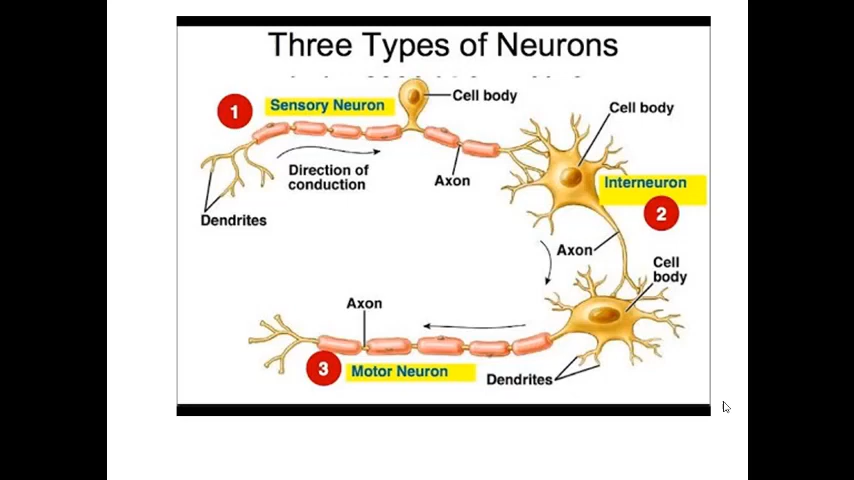 Three Types of Neurons
1
Sensory Neuron
Cell body
Cell body
Direction of
conduction
Axon
Interneuron
2
Dendrites
Axon
Cell
body
Axon
3
Motor Neuron
Dendrites